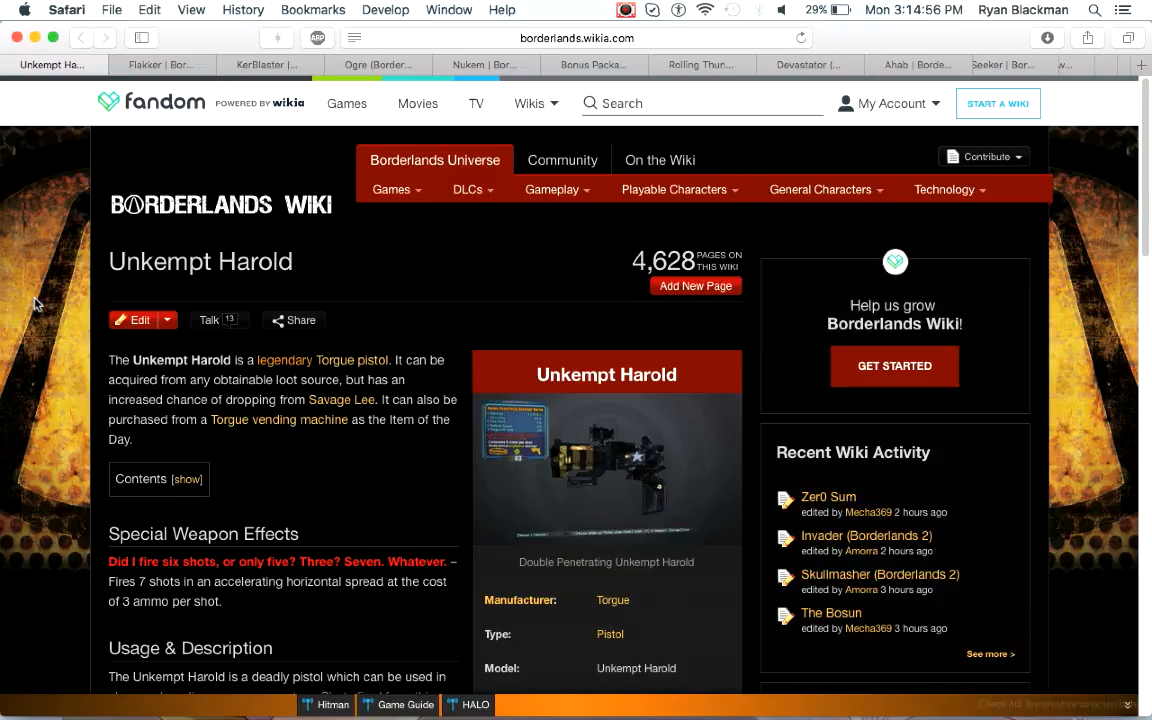 Safari File Edit View History Bookmarks Develop Window Help 29% Mon 3:14:56 PM Ryan Blackman
ABP borderlands.wikia.com
Unkempt Ha... Flakker | Bor... KerBlaster |... Ogre (Border... Nukem | Bor... Bonus Packa... Rolling Thun... Devastator (... Ahab | Borde... Seeker | Bor... w...
fandom POWERED BY wikia Games Movies TV Wikis Search My Account START A WIKI
Borderlands Universe Community On the Wiki Contribute
Games DLCs Gameplay Playable Characters General Characters Technology
BORDERLANDS WIKI
Unkempt Harold
4,628 PAGES ON THIS WIKI
Add New Page
Edit Talk 13 Share
The Unkempt Harold is a legendary Torgue pistol. It can be
acquired from any obtainable loot source, but has an
increased chance of dropping from Savage Lee. It can also be
purchased from a Torgue vending machine as the Item of the
Day.
Contents [show]
Special Weapon Effects
Did I fire six shots, or only five? Three? Seven. Whatever. –
Fires 7 shots in an accelerating horizontal spread at the cost
of 3 ammo per shot.
Usage & Description
The Unkempt Harold is a deadly pistol which can be used in
Unkempt Harold
Double Penetrating Unkempt Harold
Manufacturer: Torgue
Type: Pistol
Model: Unkempt Harold
Help us grow
Borderlands Wiki!
GET STARTED
Recent Wiki Activity
Zer0 Sum
edited by Mecha369 2 hours ago
Invader (Borderlands 2)
edited by Amorra 2 hours ago
Skullmasher (Borderlands 2)
edited by Amorra 3 hours ago
The Bosun
edited by Mecha369 3 hours ago
See more >
Hitman Game Guide HALO